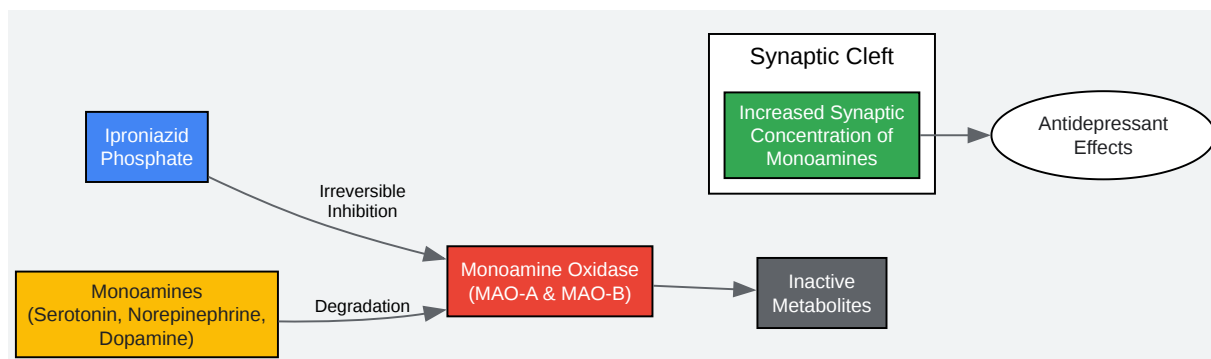 Synaptic Cleft
Increased Synaptic
Concentration of
Monoamines
Antidepressant
Effects
Iproniazid
Phosphate
Irreversible
Inhibition
Monoamine Oxidase
(MAO-A & MAO-B)
Inactive
Metabolites
Monoamines
(Serotonin, Norepinephrine,
Dopamine)
Degradation